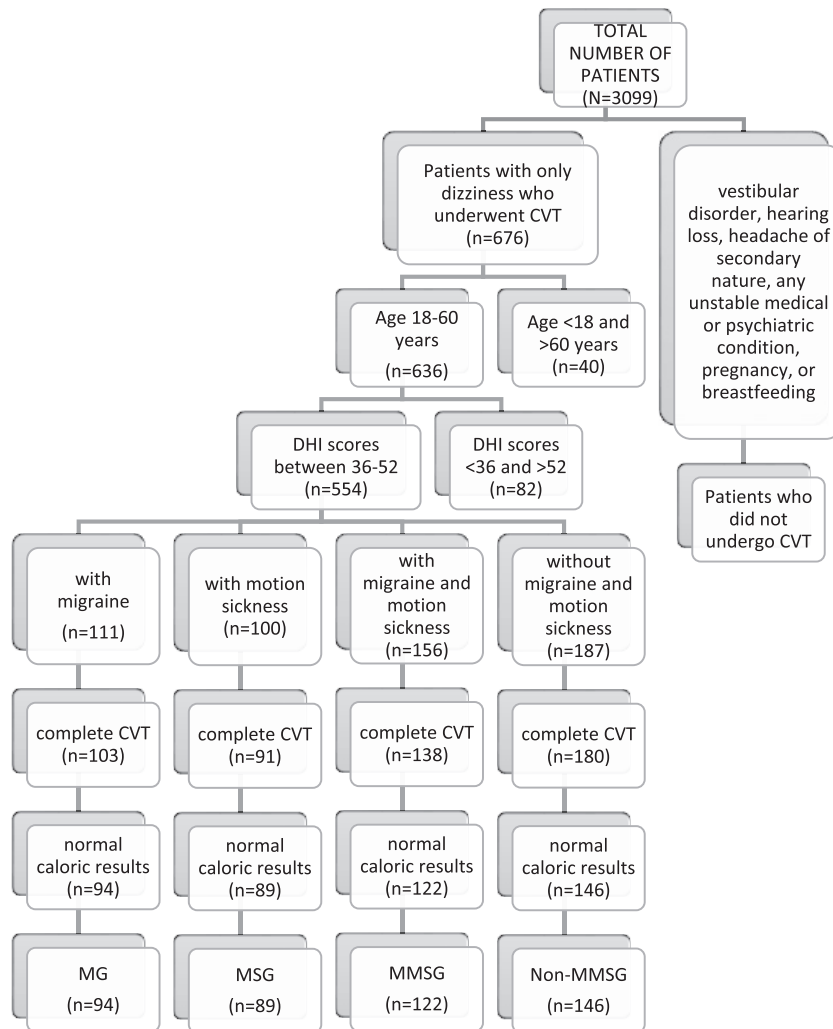 TOTAL
NUMBER OF
PATIENTS
(N=3099)
Patients with only
dizziness who
underwent CVT
(n=676)
vestibular
disorder, hearing
loss, headache of
secondary
nature, any
unstable medical
or psychiatric
condition,
pregnancy, or
breastfeeding
Age 18-60
years
(n=636)
Age <18 and
>60 years
(n=40)
DHI scores
between 36-52
(n=554)
DHI scores
<36 and >52
(n=82)
Patients who
did not
undergo CVT
with
migraine
(n=111)
with motion
sickness
(n=100)
with
migraine and
motion
sickness
(n=156)
without
migraine and
motion
sickness
(n=187)
complete CVT
(n=103)
complete CVT
(n=91)
complete CVT
(n=138)
complete CVT
(n=180)
normal
caloric results
(n=94)
normal
caloric results
(n=89)
normal
caloric results
(n=122)
normal
caloric results
(n=146)
MG
(n=94)
MSG
(n=89)
MMSG
(n=122)
Non-MMSG
(n=146)